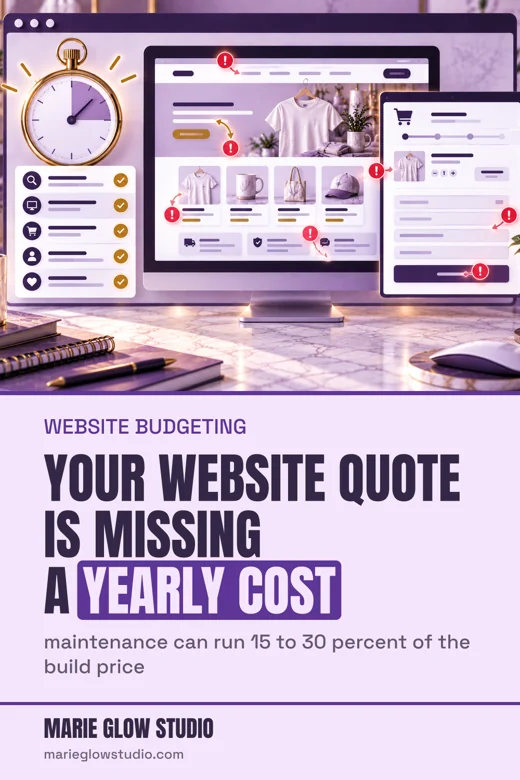 WEBSITE BUDGETING
YOUR WEBSITE QUOTE
IS MISSING
A YEARLY COST
maintenance can run 15 to 30 percent of the
build price
MARIE GLOW STUDIO
marieglowstudio.com